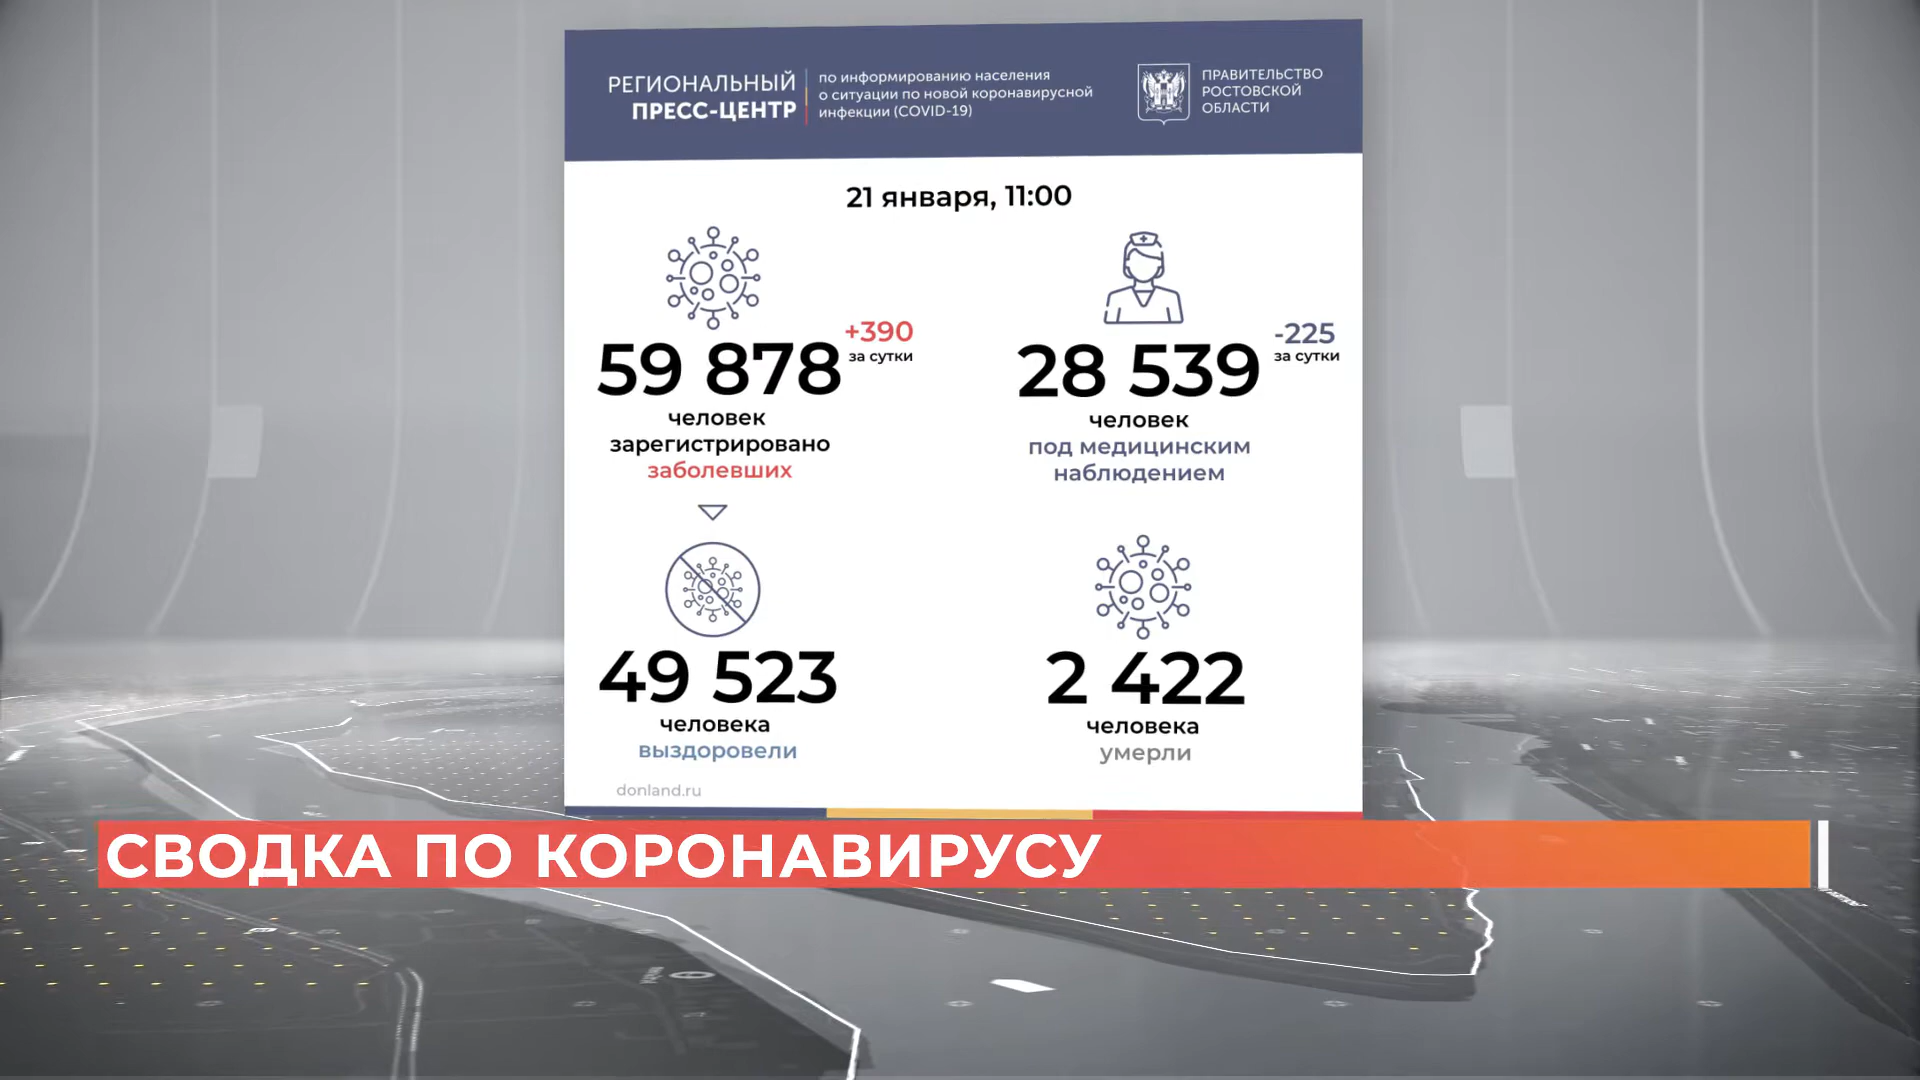 РЕГИОНАЛЬНЫЙ
ПРЕСС-ЦЕНТР
по информированию населения
о ситуации по новой коронавирусной
инфекции (COVID-19)
ПРАВИТЕЛЬСТВО
РОСТОВСКОЙ
ОБЛАСТИ
21 января, 11:00
59 878
+390
за сутки
человек
зарегистрировано
заболевших
28 539
-225
за сутки
человек
под медицинским
наблюдением
49 523
человека
выздоровели
2 422
человека
умерли
donland.ru
СВОДКА ПО КОРОНАВИРУСУ